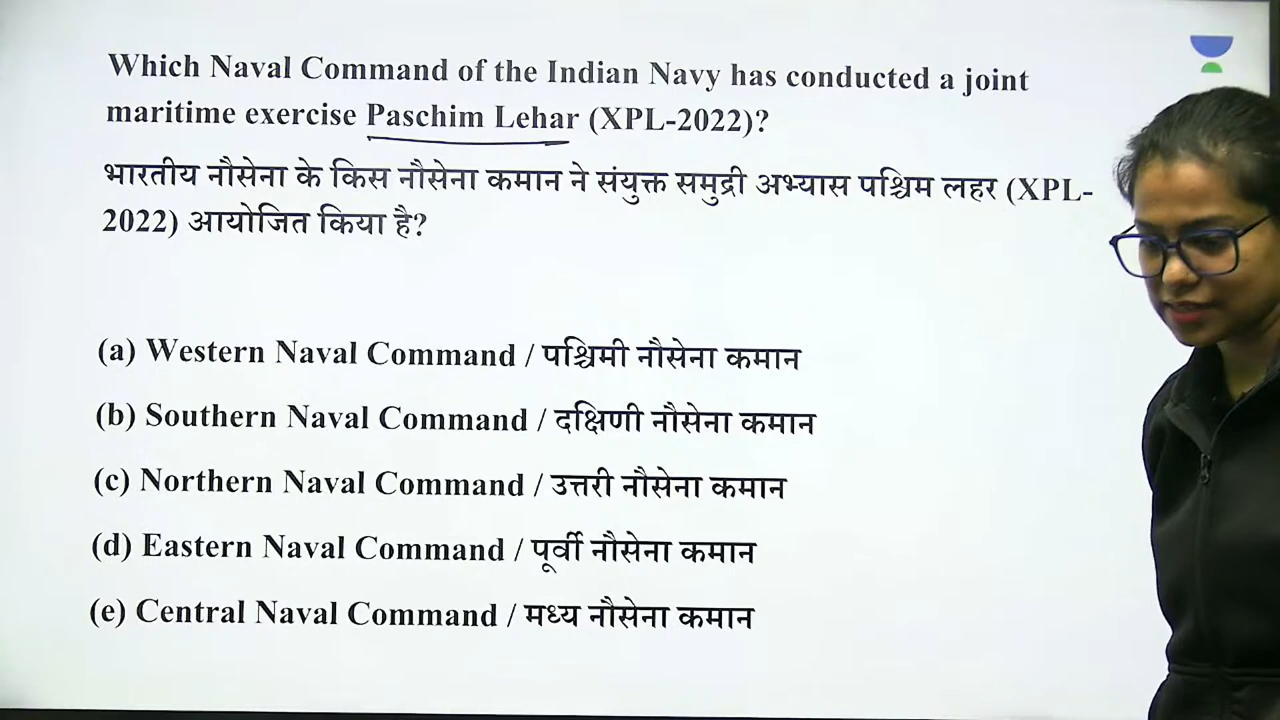 Which Naval Command of the Indian Navy has conducted a joint
maritime exercise Paschim Lehar (XPL-2022)?
भारतीय नौसेना के किस नौसेना कमान ने संयुक्त समुद्री अभ्यास पश्चिम लहर (XPL-
2022) आयोजित किया है?
(a) Western Naval Command / पश्चिमी नौसेना कमान
(b) Southern Naval Command / दक्षिणी नौसेना कमान
(c) Northern Naval Command / उत्तरी नौसेना कमान
(d) Eastern Naval Command / पूर्वी नौसेना कमान
(e) Central Naval Command / मध्य नौसेना कमान